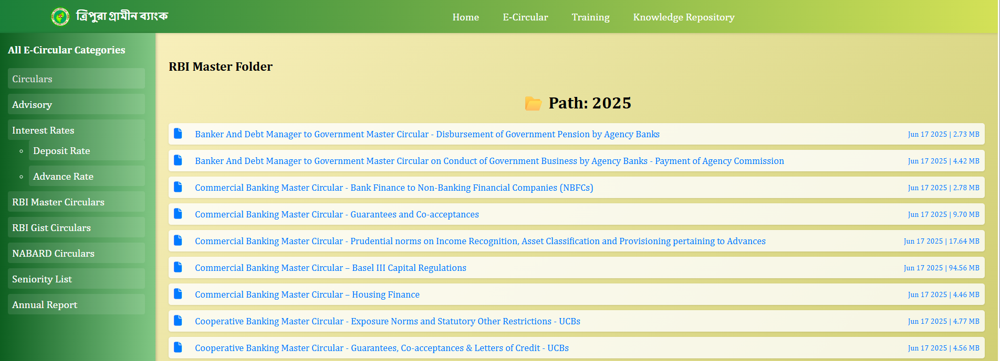 ত্রিপুরা গ্রামীন ব্যাংক
Home E-Circular Training Knowledge Repository
All E-Circular Categories
Circulars
Advisory
Interest Rates
Deposit Rate
Advance Rate
RBI Master Circulars
RBI Gist Circulars
NABARD Circulars
Seniority List
Annual Report
RBI Master Folder
Path: 2025
Banker And Debt Manager to Government Master Circular - Disbursement of Government Pension by Agency Banks Jun 17 2025 | 2.73 MB
Banker And Debt Manager to Government Master Circular on Conduct of Government Business by Agency Banks - Payment of Agency Commission Jun 17 2025 | 4.42 MB
Commercial Banking Master Circular - Bank Finance to Non-Banking Financial Companies (NBFCs) Jun 17 2025 | 2.78 MB
Commercial Banking Master Circular - Guarantees and Co-acceptances Jun 17 2025 | 9.70 MB
Commercial Banking Master Circular - Prudential norms on Income Recognition, Asset Classification and Provisioning pertaining to Advances Jun 17 2025 | 17.64 MB
Commercial Banking Master Circular – Basel III Capital Regulations Jun 17 2025 | 94.56 MB
Commercial Banking Master Circular – Housing Finance Jun 17 2025 | 4.46 MB
Cooperative Banking Master Circular - Exposure Norms and Statutory Other Restrictions - UCBs Jun 17 2025 | 4.77 MB
Cooperative Banking Master Circular - Guarantees, Co-acceptances & Letters of Credit - UCBs Jun 17 2025 | 4.56 MB